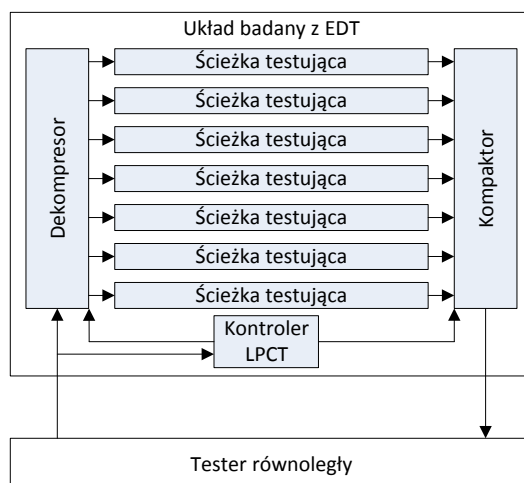 Układ badany z EDT
Dekompresor
Ścieżka testująca
Ścieżka testująca
Ścieżka testująca
Ścieżka testująca
Ścieżka testująca
Ścieżka testująca
Ścieżka testująca
Kompaktor
Kontroler
LPCT
Tester równoległy